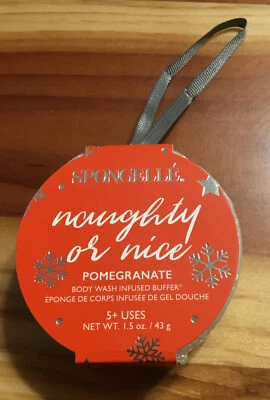 SPONGELLÉ™
naughty
or nice
POMEGRANATE
BODY WASH INFUSED BUFFER®
ÉPONGE DE CORPS INFUSÉE DE GEL DOUCHE
5+ USES
NET WT. 1.5 oz. / 43 g